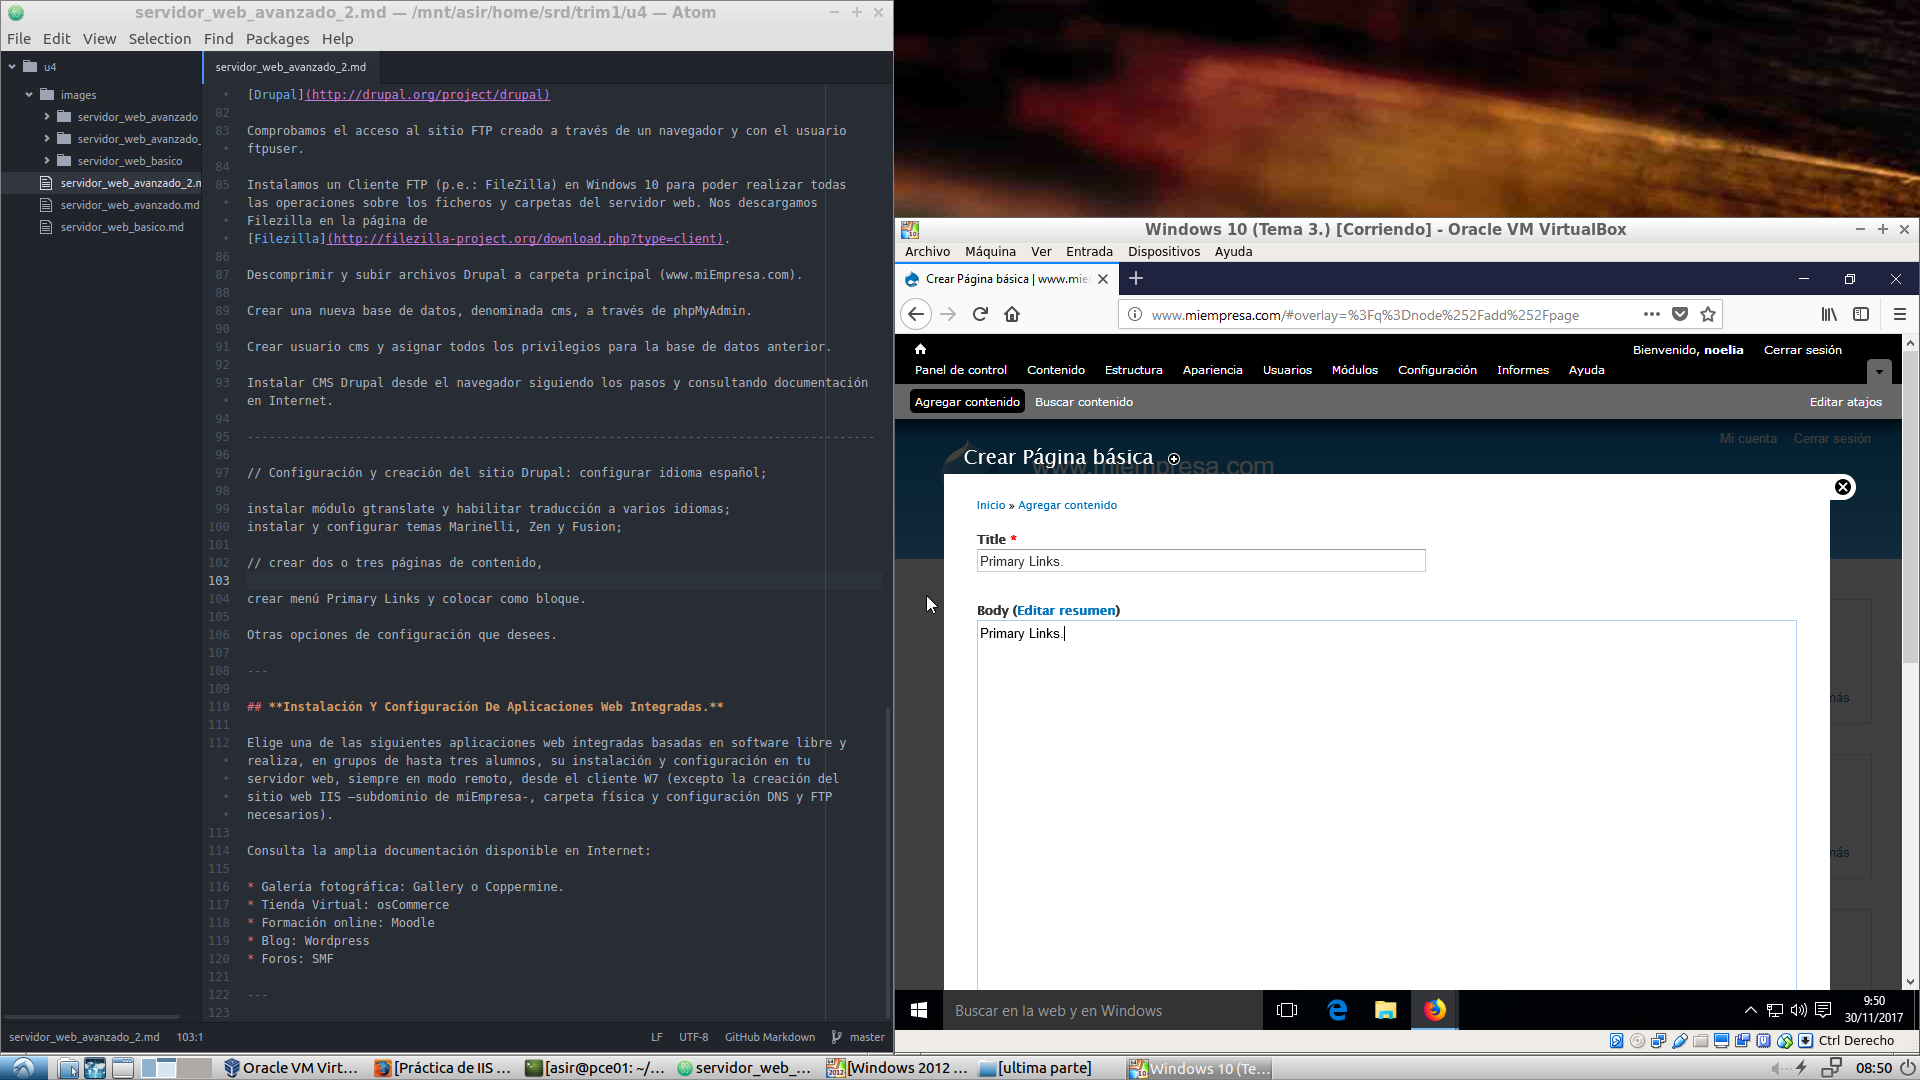 servidor_web_avanzado_2.md — /mnt/asir/home/srd/trim1/u4 — Atom
File Edit View Selection Find Packages Help
u4
images
servidor_web_avanzado
servidor_web_avanzado_
servidor_web_basico
servidor_web_avanzado_2.m
servidor_web_avanzado.md
servidor_web_basico.md
servidor_web_avanzado_2.md
[Drupal](http://drupal.org/project/drupal)
82
83 Comprobamos el acceso al sitio FTP creado a través de un navegador y con el usuario
ftpuser.
84
85 Instalamos un Cliente FTP (p.e.: FileZilla) en Windows 10 para poder realizar todas
las operaciones sobre los ficheros y carpetas del servidor web. Nos descargamos
Filezilla en la página de
[Filezilla](http://filezilla-project.org/download.php?type=client).
86
87 Descomprimir y subir archivos Drupal a carpeta principal (www.miEmpresa.com).
88
89 Crear una nueva base de datos, denominada cms, a través de phpMyAdmin.
90
91 Crear usuario cms y asignar todos los privilegios para la base de datos anterior.
92
93 Instalar CMS Drupal desde el navegador siguiendo los pasos y consultando documentación
en Internet.
94
95 ---------------------------------------------------------------------------------------
96
97 // Configuración y creación del sitio Drupal: configurar idioma español;
98
99 instalar módulo gtranslate y habilitar traducción a varios idiomas;
100 instalar y configurar temas Marinelli, Zen y Fusion;
101
102 // crear dos o tres páginas de contenido,
103
104 crear menú Primary Links y colocar como bloque.
105
106 Otras opciones de configuración que desees.
107
108 ---
109
110 ## **Instalación Y Configuración De Aplicaciones Web Integradas.**
111
112 Elige una de las siguientes aplicaciones web integradas basadas en software libre y
realiza, en grupos de hasta tres alumnos, su instalación y configuración en tu
servidor web, siempre en modo remoto, desde el cliente W7 (excepto la creación del
sitio web IIS –subdominio de miEmpresa-, carpeta física y configuración DNS y FTP
necesarios).
113
114 Consulta la amplia documentación disponible en Internet:
115
116 * Galería fotográfica: Gallery o Coppermine.
117 * Tienda Virtual: osCommerce
118 * Formación online: Moodle
119 * Blog: Wordpress
120 * Foros: SMF
121
122 ---
123
servidor_web_avanzado_2.md 103:1 LF UTF-8 GitHub Markdown master
Windows 10 (Tema 3.) [Corriendo] - Oracle VM VirtualBox
Archivo Máquina Ver Entrada Dispositivos Ayuda
Crear Página básica | www.mie
www.miempresa.com/#overlay=%3Fq%3Dnode%252Fadd%252Fpage
Bienvenido, noelia Cerrar sesión
Panel de control Contenido Estructura Apariencia Usuarios Módulos Configuración Informes Ayuda
Agregar contenido Buscar contenido Editar atajos
Mi cuenta Cerrar sesión
www.miempresa.com
Crear Página básica
Inicio » Agregar contenido
Title *
Primary Links.
Body (Editar resumen)
Primary Links.
más
más
Buscar en la web y en Windows
9:50
30/11/2017
Ctrl Derecho
Oracle VM Virt... [Práctica de IIS ... [asir@pce01: ~/... servidor_web_... [Windows 2012 ... [ultima parte] Windows 10 (Te... 08:50